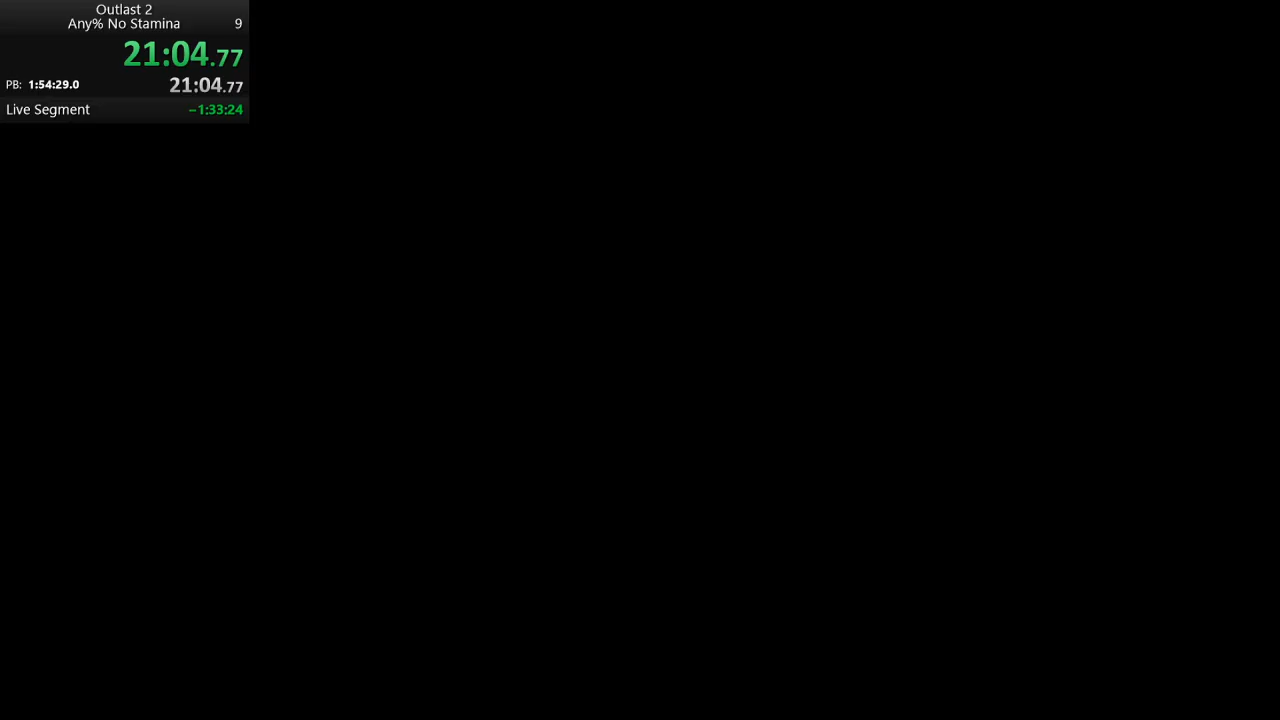 Outlast 2
Any% No Stamina 9
21:04.77
PB: 1:54:29.0 21:04.77
Live Segment −1:33:24